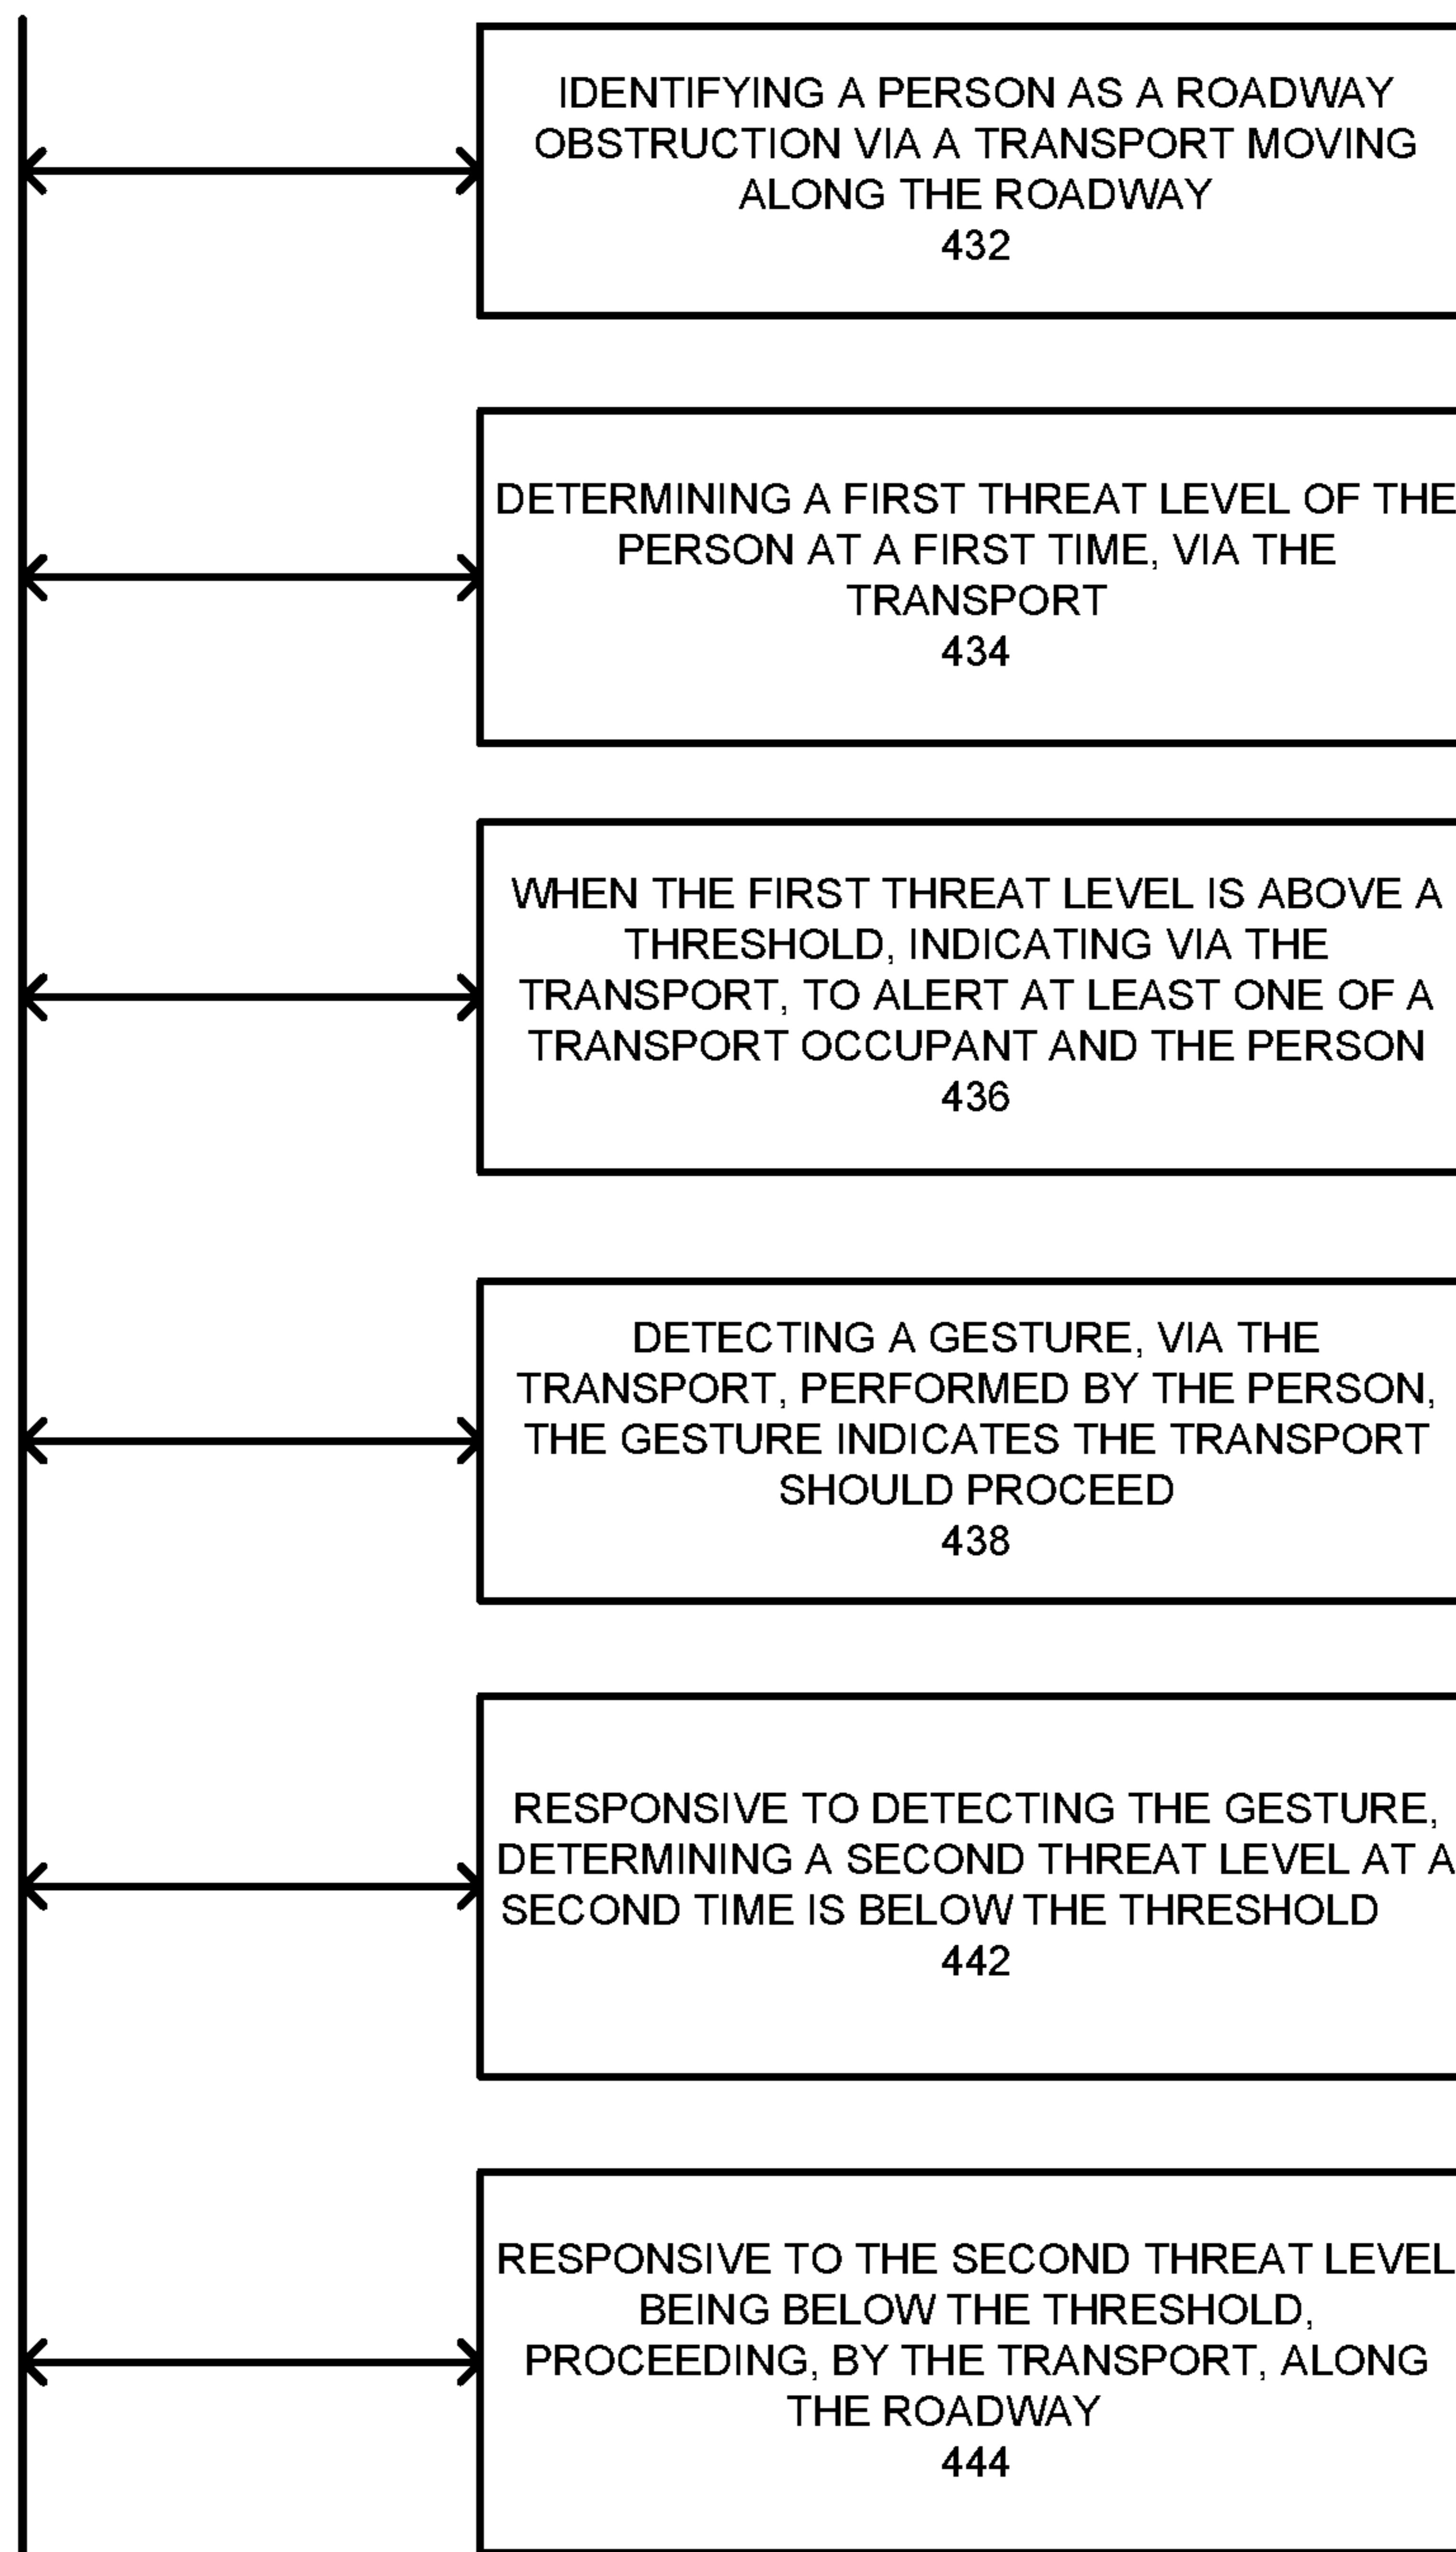 IDENTIFYING A PERSON AS A ROADWAY
OBSTRUCTION VIA A TRANSPORT MOVING
ALONG THE ROADWAY
432
DETERMINING A FIRST THREAT LEVEL OF THE
PERSON AT A FIRST TIME, VIA THE
TRANSPORT
434
WHEN THE FIRST THREAT LEVEL IS ABOVE A
THRESHOLD, INDICATING VIA THE
TRANSPORT, TO ALERT AT LEAST ONE OF A
TRANSPORT OCCUPANT AND THE PERSON
436
DETECTING A GESTURE, VIA THE
TRANSPORT, PERFORMED BY THE PERSON,
THE GESTURE INDICATES THE TRANSPORT
SHOULD PROCEED
438
RESPONSIVE TO DETECTING THE GESTURE,
DETERMINING A SECOND THREAT LEVEL AT A
SECOND TIME IS BELOW THE THRESHOLD
442
RESPONSIVE TO THE SECOND THREAT LEVEL
BEING BELOW THE THRESHOLD,
PROCEEDING, BY THE TRANSPORT, ALONG
THE ROADWAY
444